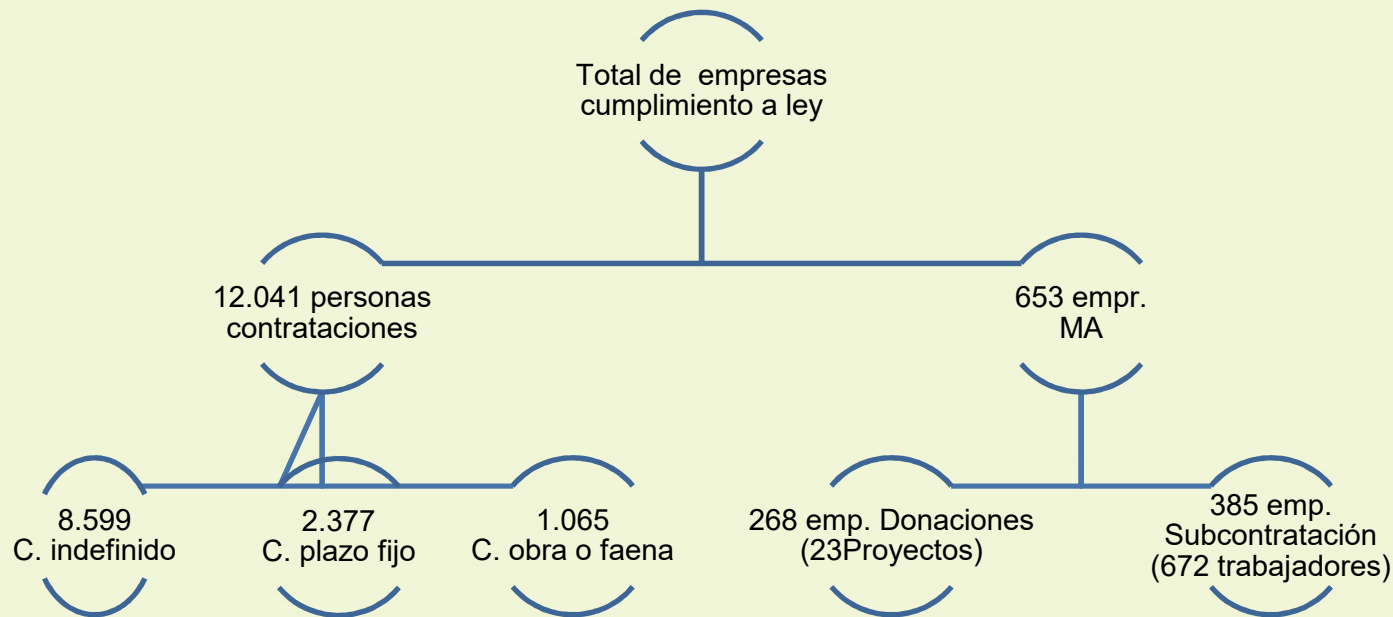 Total de  empresas
cumplimiento a ley
12.041 personas
contrataciones
653 empr.
MA
8.599
C. indefinido
2.377
C. plazo fijo
1.065
C. obra o faena
268 emp. Donaciones
(23Proyectos)
385 emp.
Subcontratación
(672 trabajadores)